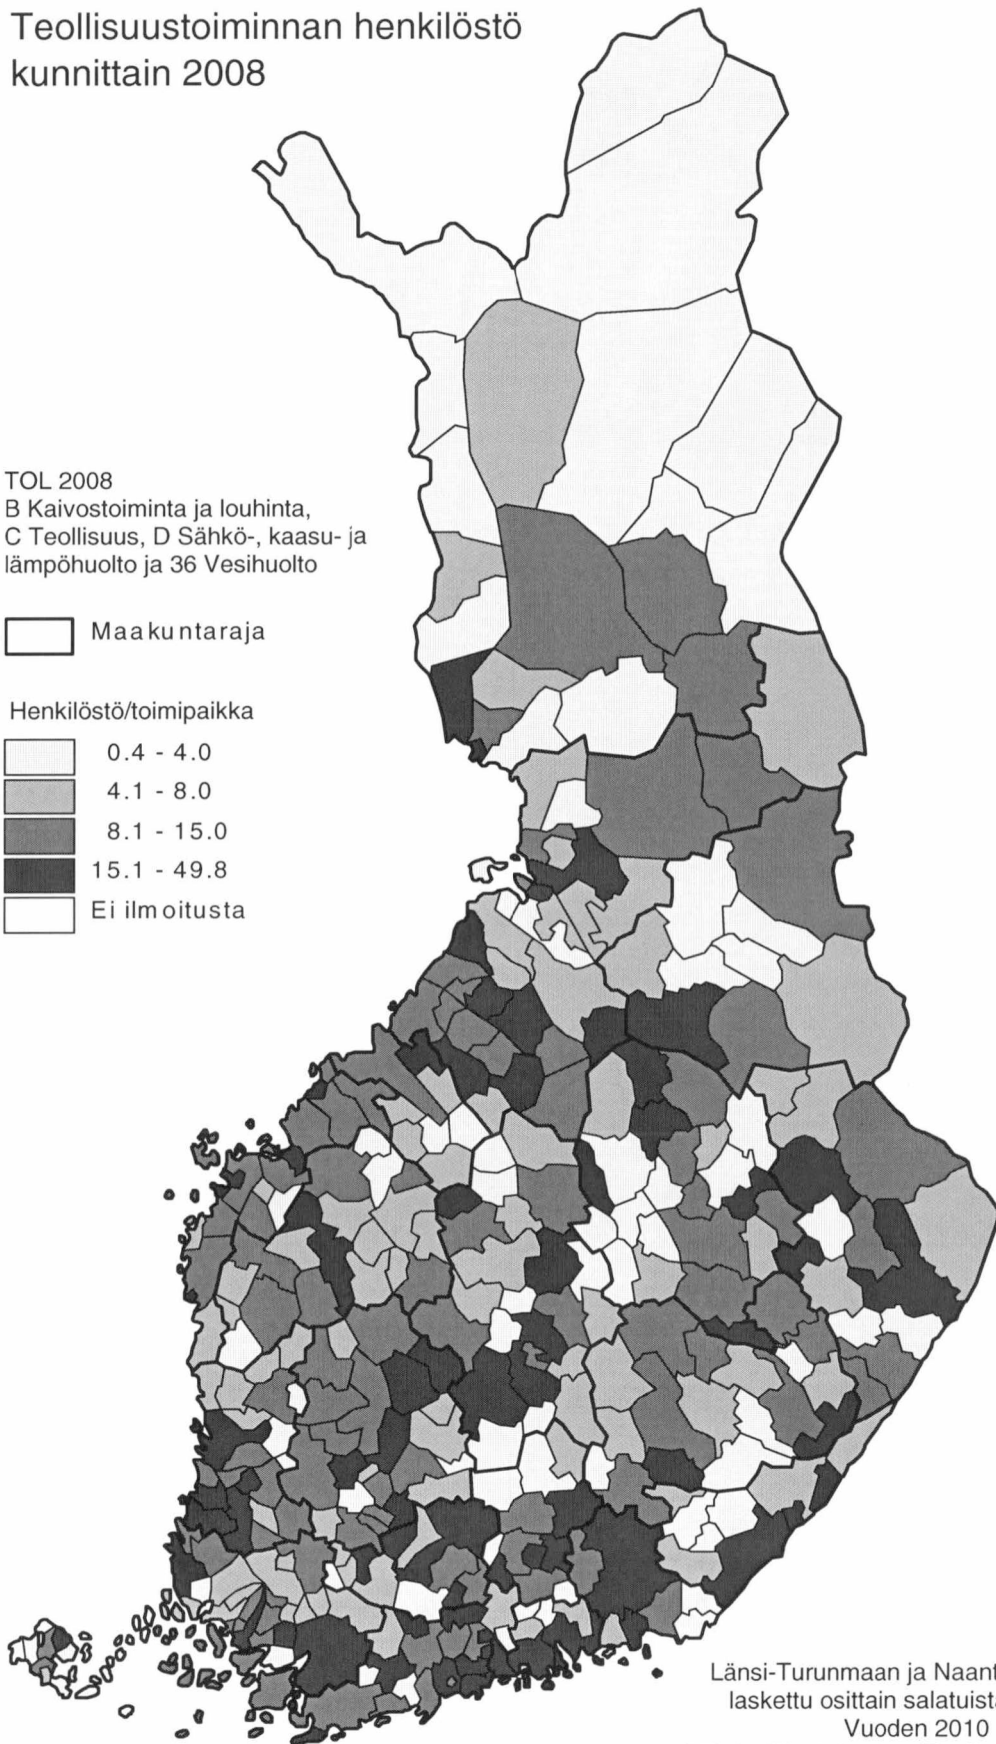 Teollisuustoiminnan henkilöstö
kunnittain 2008
TOL 2008
B Kaivostoiminta ja louhinta,
C Teollisuus, D Sähkö-, kaasu- ja
lämpöhuolto ja 36 Vesihuolto
Maakuntaraja
Henkilöstö/toimipaikka
0.4 - 4.0
4.1 - 8.0
8.1 - 15.0
15.1 - 49.8
Ei ilmoitusta
Länsi-Turunmaan ja Naant
laskettu osittain salatuist
Vuoden 2010